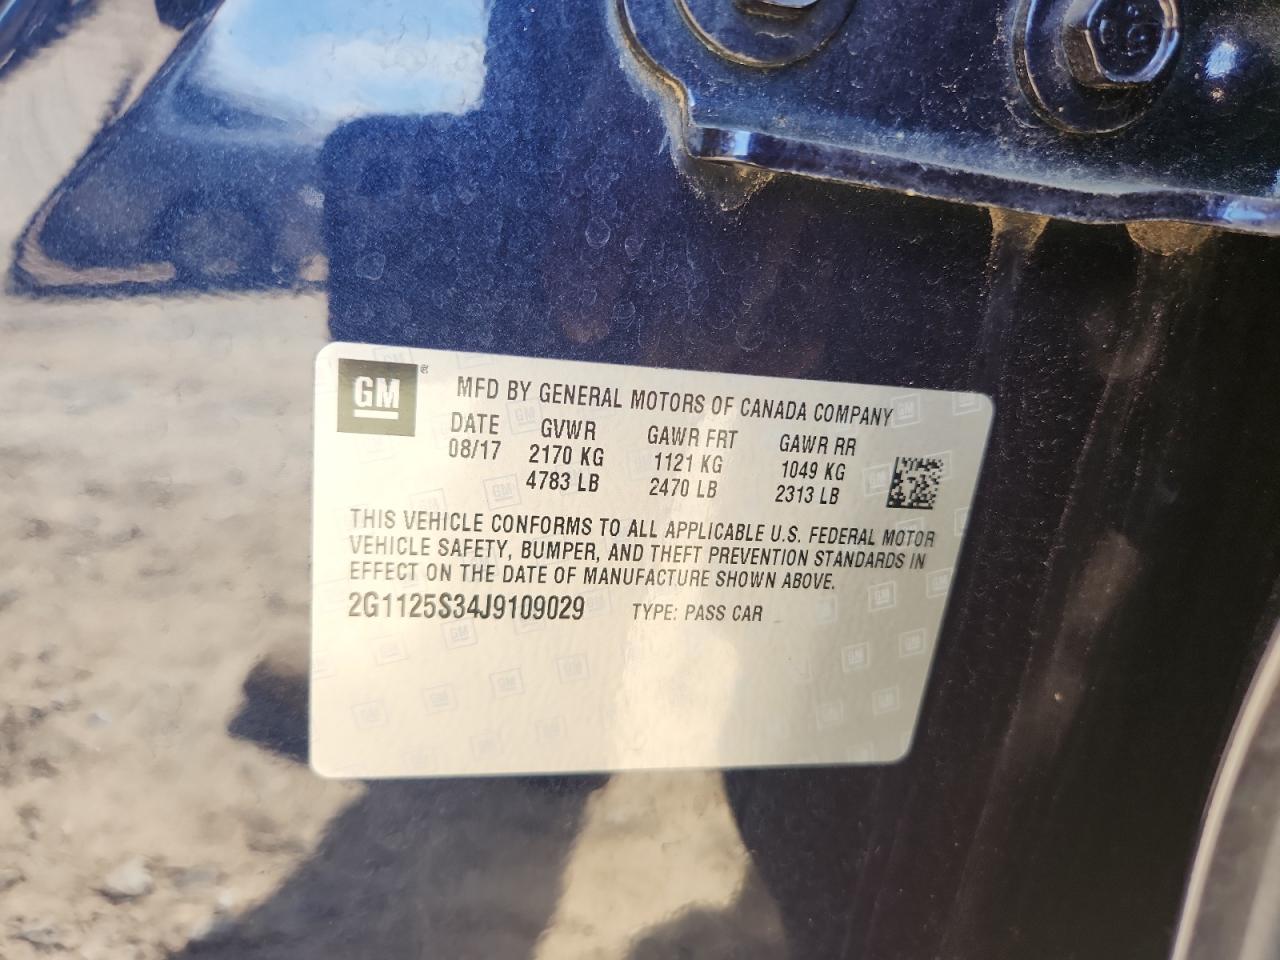 GM ®
MFD BY GENERAL MOTORS OF CANADA COMPANY
DATE GVWR GAWR FRT GAWR RR
08/17 2170 KG 1121 KG 1049 KG
4783 LB 2470 LB 2313 LB
THIS VEHICLE CONFORMS TO ALL APPLICABLE U.S. FEDERAL MOTOR
VEHICLE SAFETY, BUMPER, AND THEFT PREVENTION STANDARDS IN
EFFECT ON THE DATE OF MANUFACTURE SHOWN ABOVE.
2G1125S34J9109029 TYPE: PASS CAR